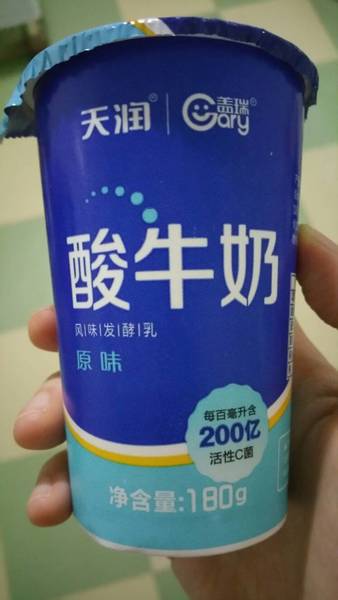 天润 | 盖瑞
Gary
酸牛奶
风|味|发|酵|乳
原味
每百毫升含
200亿
活性C菌
净含量:180g